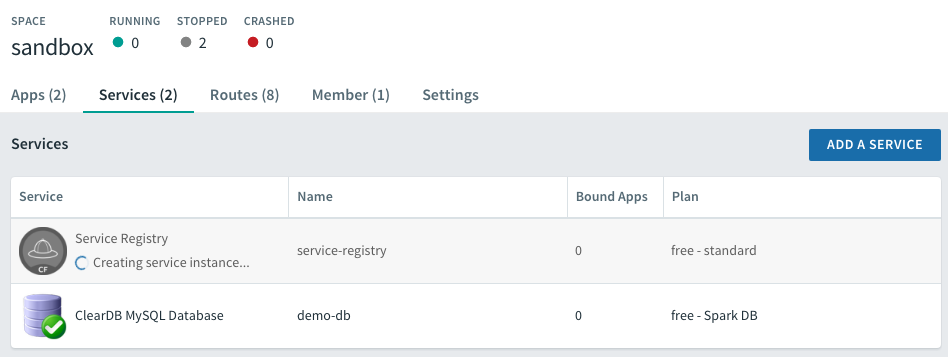 SPACE RUNNING STOPPED CRASHED
sandbox 0 2 0
Apps (2) Services (2) Routes (8) Member (1) Settings
Services ADD A SERVICE
Service Name Bound Apps Plan
Service Registry
CF Creating service instance... service-registry 0 free - standard
ClearDB MySQL Database demo-db 0 free - Spark DB